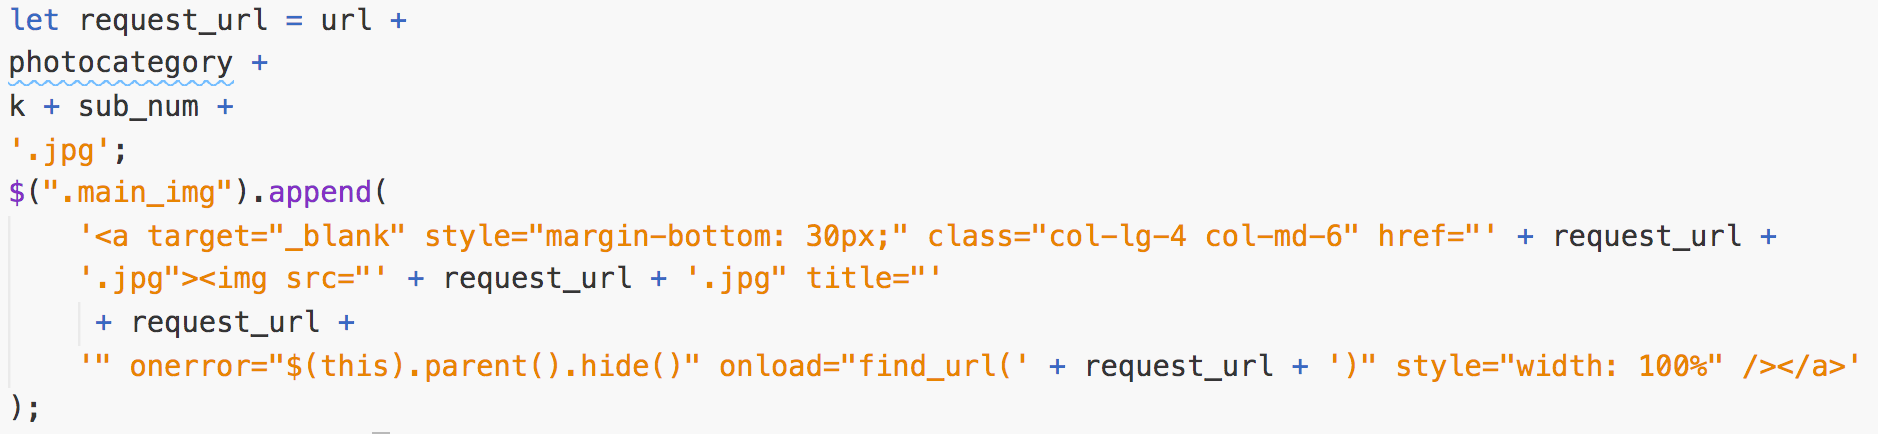 let request_url = url +
photocategory +
k + sub_num +
'.jpg';
$(".main_img").append(
'<a target="_blank" style="margin-bottom: 30px;" class="col-lg-4 col-md-6" href="' + request_url +
'.jpg"><img src="' + request_url + '.jpg" title="'
+ request_url +
'" onerror="$(this).parent().hide()" onload="find_url(' + request_url + ')" style="width: 100%" /></a>'
);